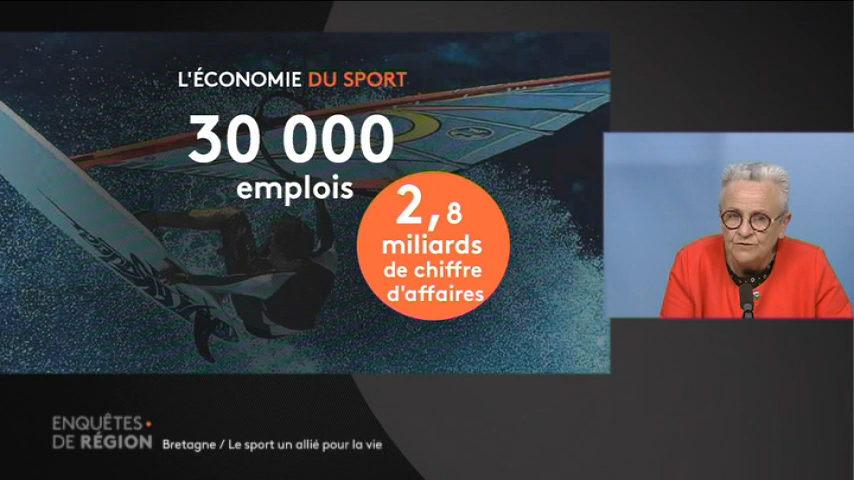 L'ÉCONOMIE DU SPORT
30 000
emplois
2,8
miliards
de chiffre
d'affaires
ENQUÊTES•
DE RÉGION Bretagne / Le sport un allié pour la vie